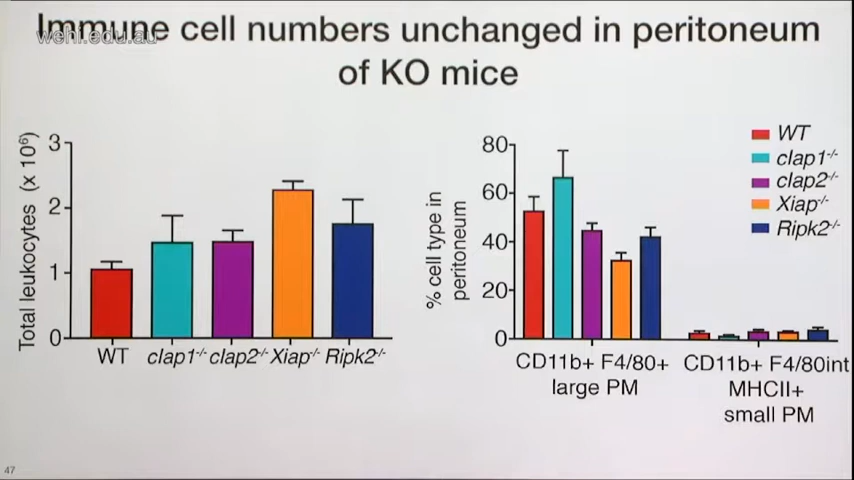 Immune cell numbers unchanged in peritoneum
wehi.edu.au
of KO mice
Total leukocytes (x 10⁶)
3
2
1
0
WT
cIap1-/-
cIap2-/-
Xiap-/-
Ripk2-/-
% cell type in
peritoneum
80
60
40
20
0
WT
cIap1-/-
cIap2-/-
Xiap-/-
Ripk2-/-
CD11b+ F4/80+
large PM
CD11b+ F4/80int
MHCII+
small PM
47